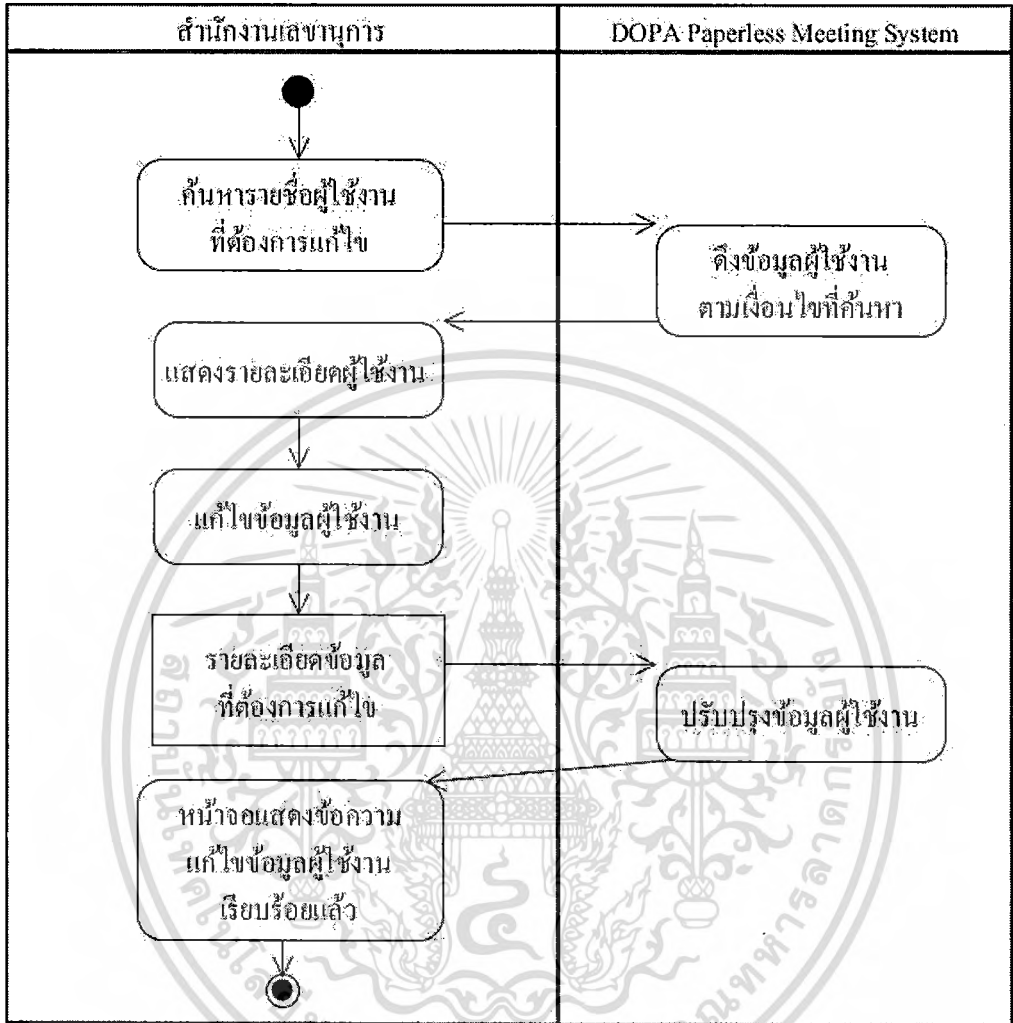 สำนักงานเลขานุการ
DOPA Paperless Meeting System
ค้นหารายชื่อผู้ใช้งาน
ที่ต้องการแก้ไข
ดึงข้อมูลผู้ใช้งาน
ตามเงื่อนไขที่ค้นหา
แสดงรายละเอียดผู้ใช้งาน
แก้ไขข้อมูลผู้ใช้งาน
รายละเอียดข้อมูล
ที่ต้องการแก้ไข
ปรับปรุงข้อมูลผู้ใช้งาน
หน้าจอแสดงข้อความ
แก้ไขข้อมูลผู้ใช้งาน
เรียบร้อยแล้ว